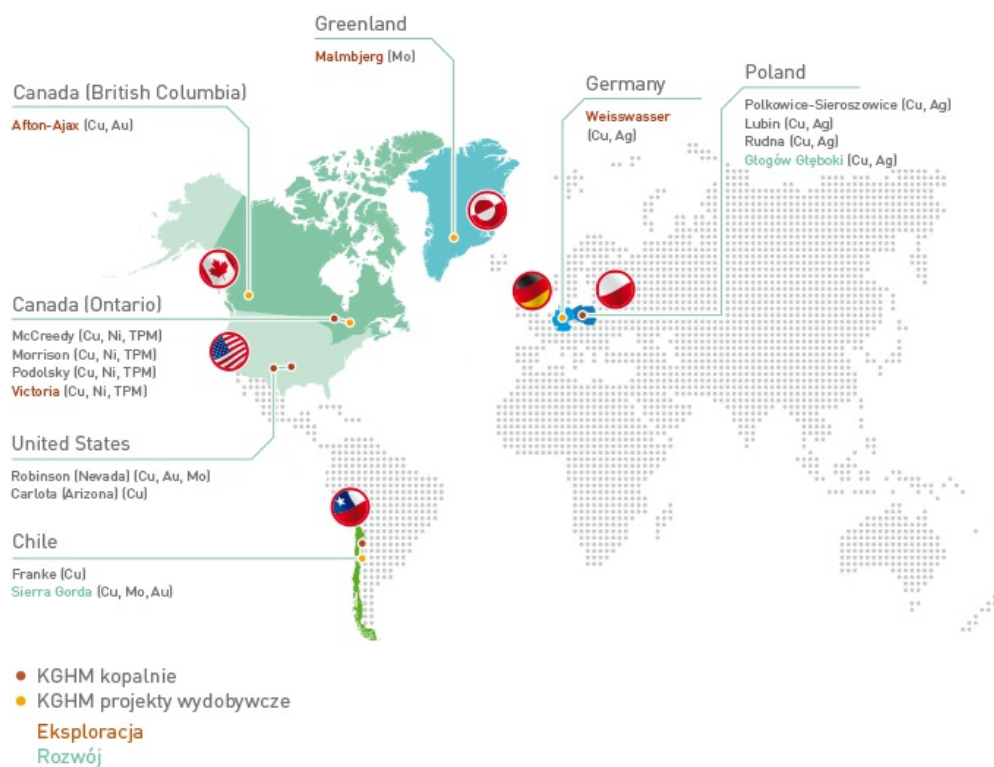 Greenland
Malmbjerg (Mo)
Canada (British Columbia)
Afton-Ajax (Cu, Au)
Germany
Weisswasser
(Cu, Ag)
Poland
Polkowice-Sieroszowice (Cu, Ag)
Lubin (Cu, Ag)
Rudna (Cu, Ag)
Głogów Głęboki (Cu, Ag)
Canada (Ontario)
McCreedy (Cu, Ni, TPM)
Morrison (Cu, Ni, TPM)
Podolsky (Cu, Ni, TPM)
Victoria (Cu, Ni, TPM)
United States
Robinson (Nevada) (Cu, Au, Mo)
Carlota (Arizona) (Cu)
Chile
Franke (Cu)
Sierra Gorda (Cu, Mo, Au)
KGHM kopalnie
KGHM projekty wydobywcze
Eksploracja
Rozwój